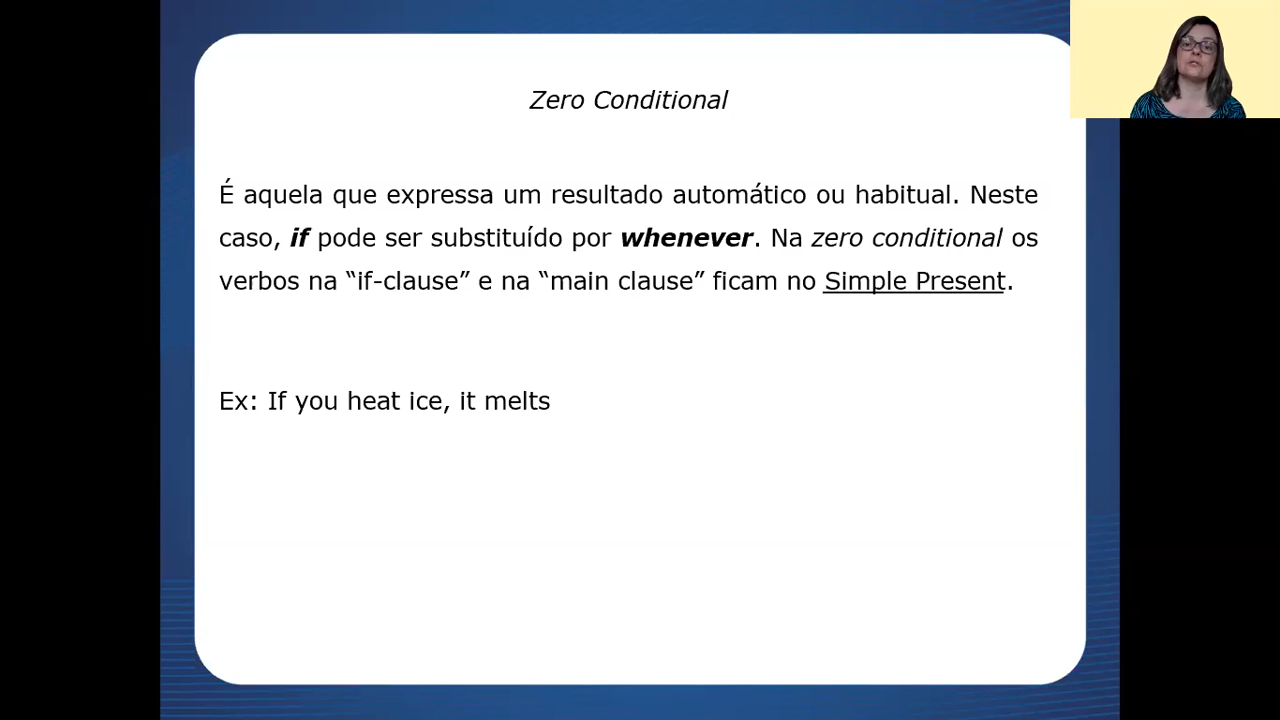 Zero Conditional
É aquela que expressa um resultado automático ou habitual. Neste
caso, if pode ser substituído por whenever. Na zero conditional os
verbos na “if-clause” e na “main clause” ficam no Simple Present.
Ex: If you heat ice, it melts